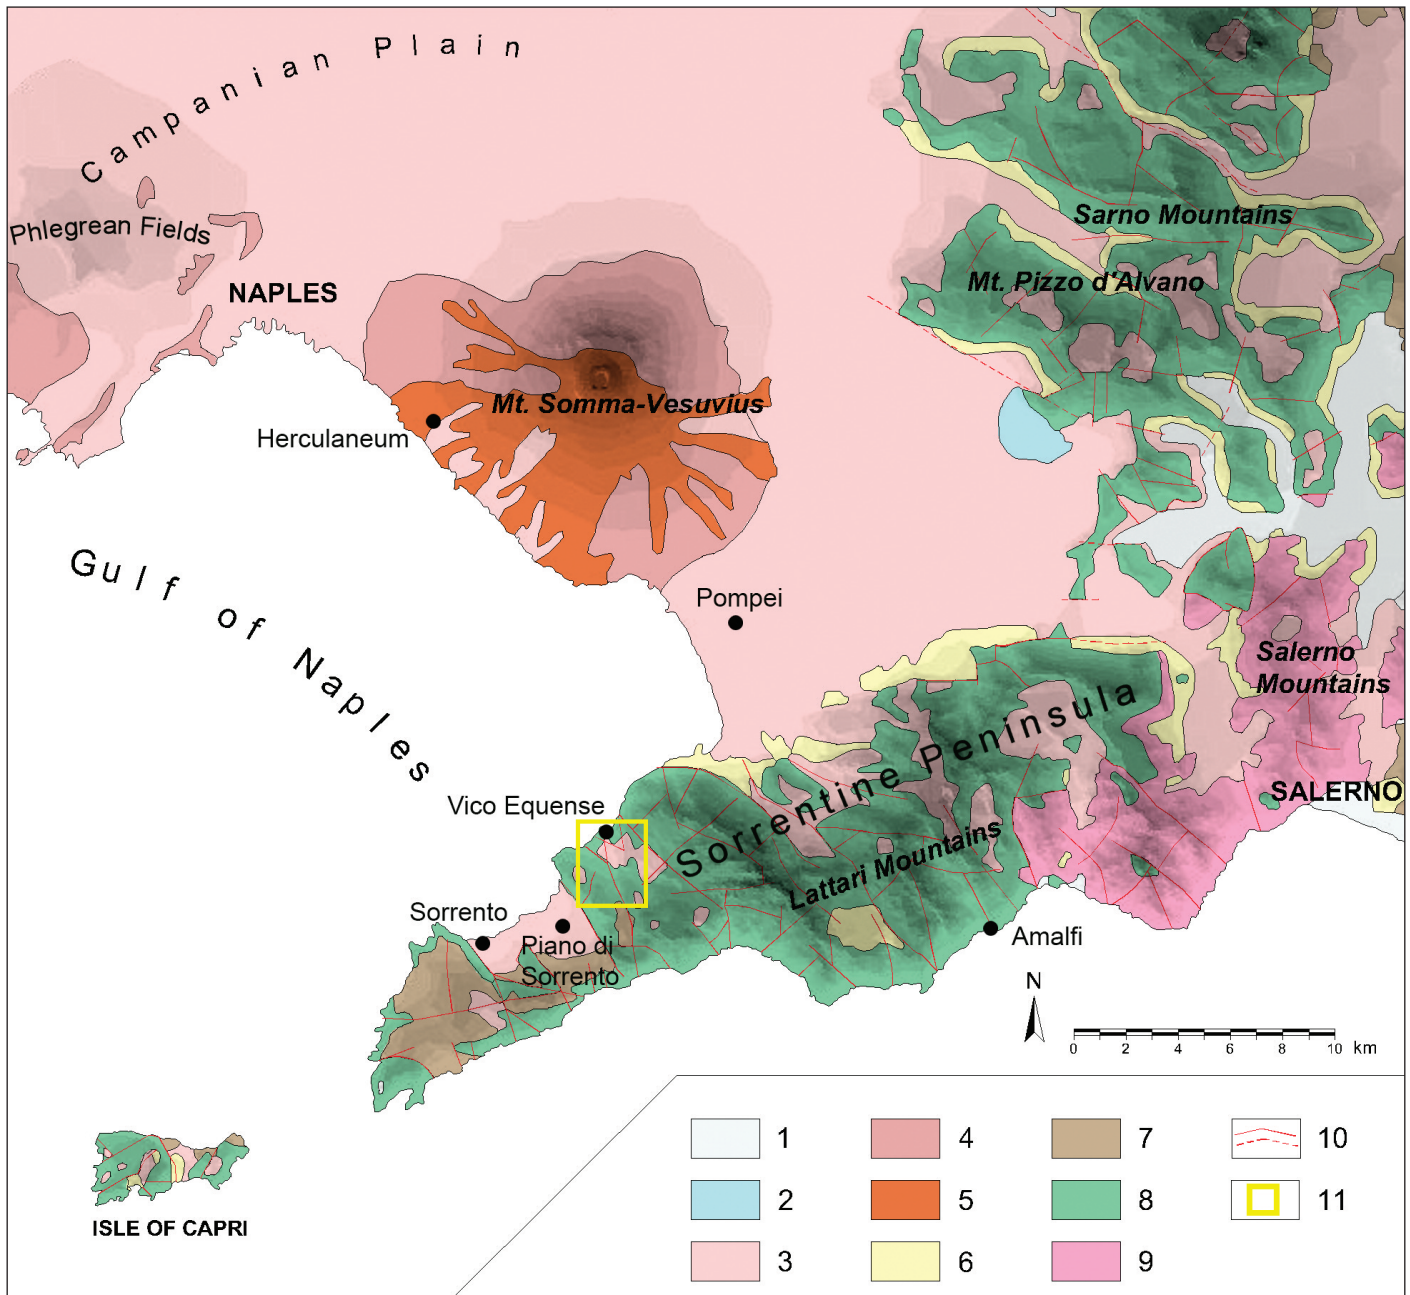 Campanian Plain
Phlegrean Fields
NAPLES
Sarno Mountains
Mt. Pizzo d'Alvano
Mt. Somma-Vesuvius
Herculaneum
Gulf of Naples
Pompei
Salerno
Mountains
SALERNO
Sorrentine Peninsula
Vico Equense
Lattari Mountains
Sorrento
Piano di
Sorrento
Amalfi
N
0 2 4 6 8 10 km
ISLE OF CAPRI
1
2
3
4
5
6
7
8
9
10
11